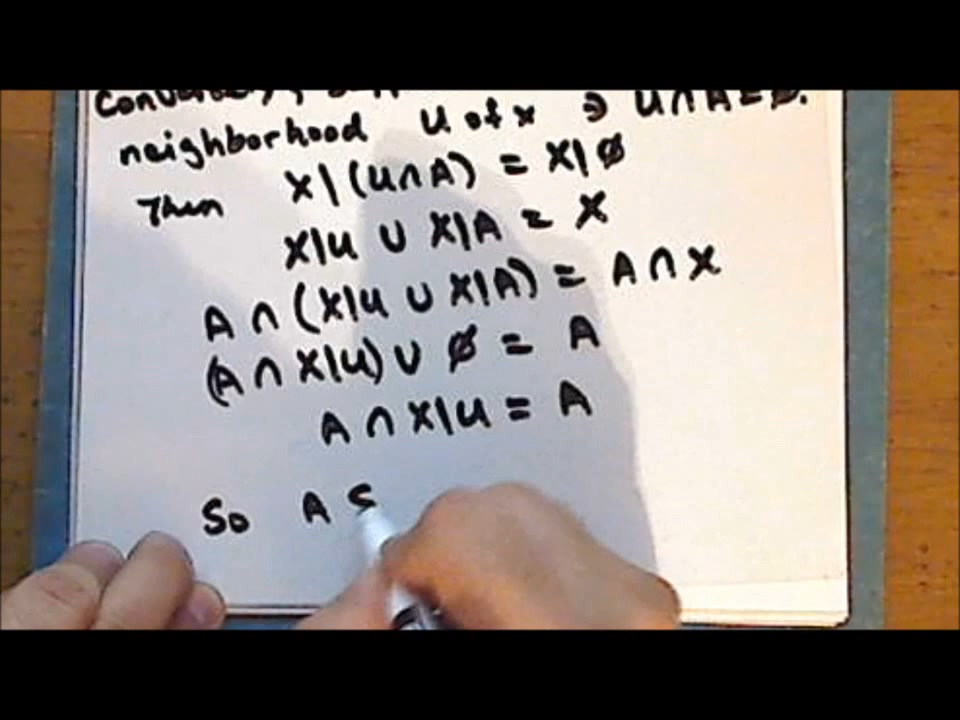 U ∩ A = ∅.
neighborhood U of x ∋
Then X | (U ∩ A) = X | ∅
X | U ∪ X | A = X
A ∩ (X | U ∪ X | A) = A ∩ X
(A ∩ X | U) ∪ ∅ = A
A ∩ X | U = A
So A